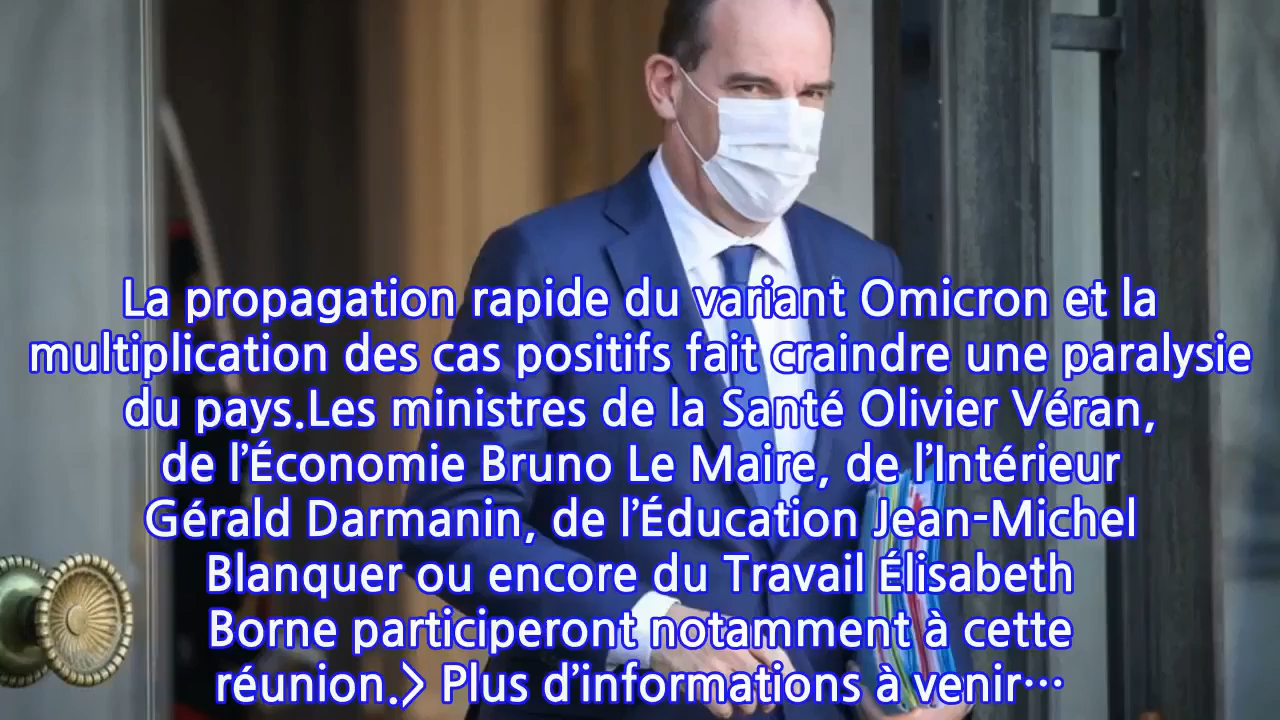 La propagation rapide du variant Omicron et la
multiplication des cas positifs fait craindre une paralysie
du pays.Les ministres de la Santé Olivier Véran,
de l’Économie Bruno Le Maire, de l’Intérieur
Gérald Darmanin, de l’Éducation Jean-Michel
Blanquer ou encore du Travail Élisabeth
Borne participeront notamment à cette
réunion.> Plus d’informations à venir…